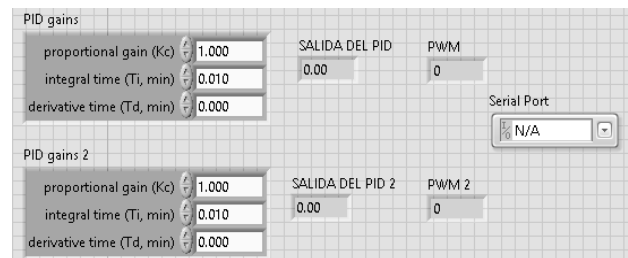 PID gains
proportional gain (Kc) 1.000
integral time (Ti, min) 0.010
derivative time (Td, min) 0.000
SALIDA DEL PID
0.00
PWM
0
Serial Port
N/A
PID gains 2
proportional gain (Kc) 1.000
integral time (Ti, min) 0.010
derivative time (Td, min) 0.000
SALIDA DEL PID 2
0.00
PWM 2
0